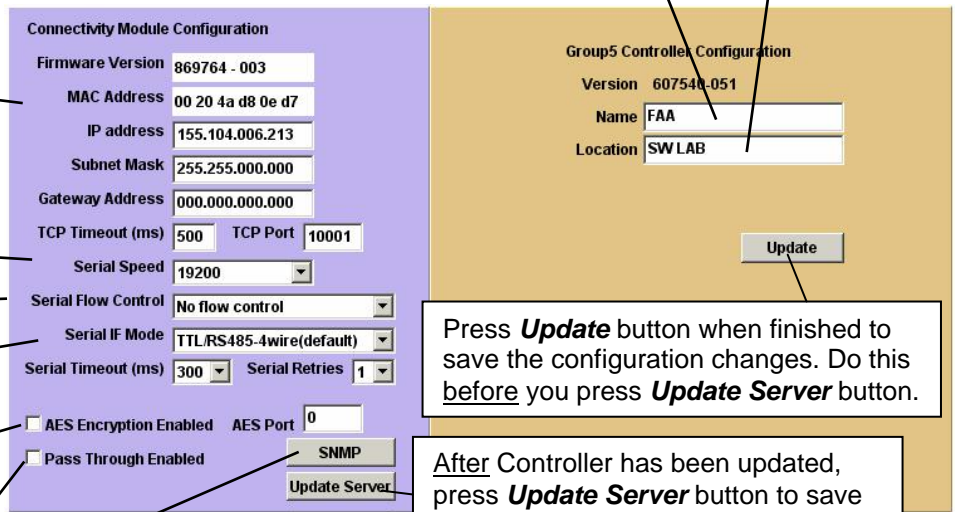 Connectivity Module Configuration
Firmware Version 869764 - 003
MAC Address 00 20 4a d8 0e d7
IP address 155.104.006.213
Subnet Mask 255.255.000.000
Gateway Address 000.000.000.000
TCP Timeout (ms) 500 TCP Port 10001
Serial Speed 19200
Serial Flow Control No flow control
Serial IF Mode TTL/RS485-4wire(default)
Serial Timeout (ms) 300 Serial Retries 1
AES Encryption Enabled AES Port 0
Pass Through Enabled SNMP
Update Server
Group5 Controller Configuration
Version 607540-051
Name FAA
Location SW LAB
Update
Press Update button when finished to
save the configuration changes. Do this
before you press Update Server button.
After Controller has been updated,
press Update Server button to save